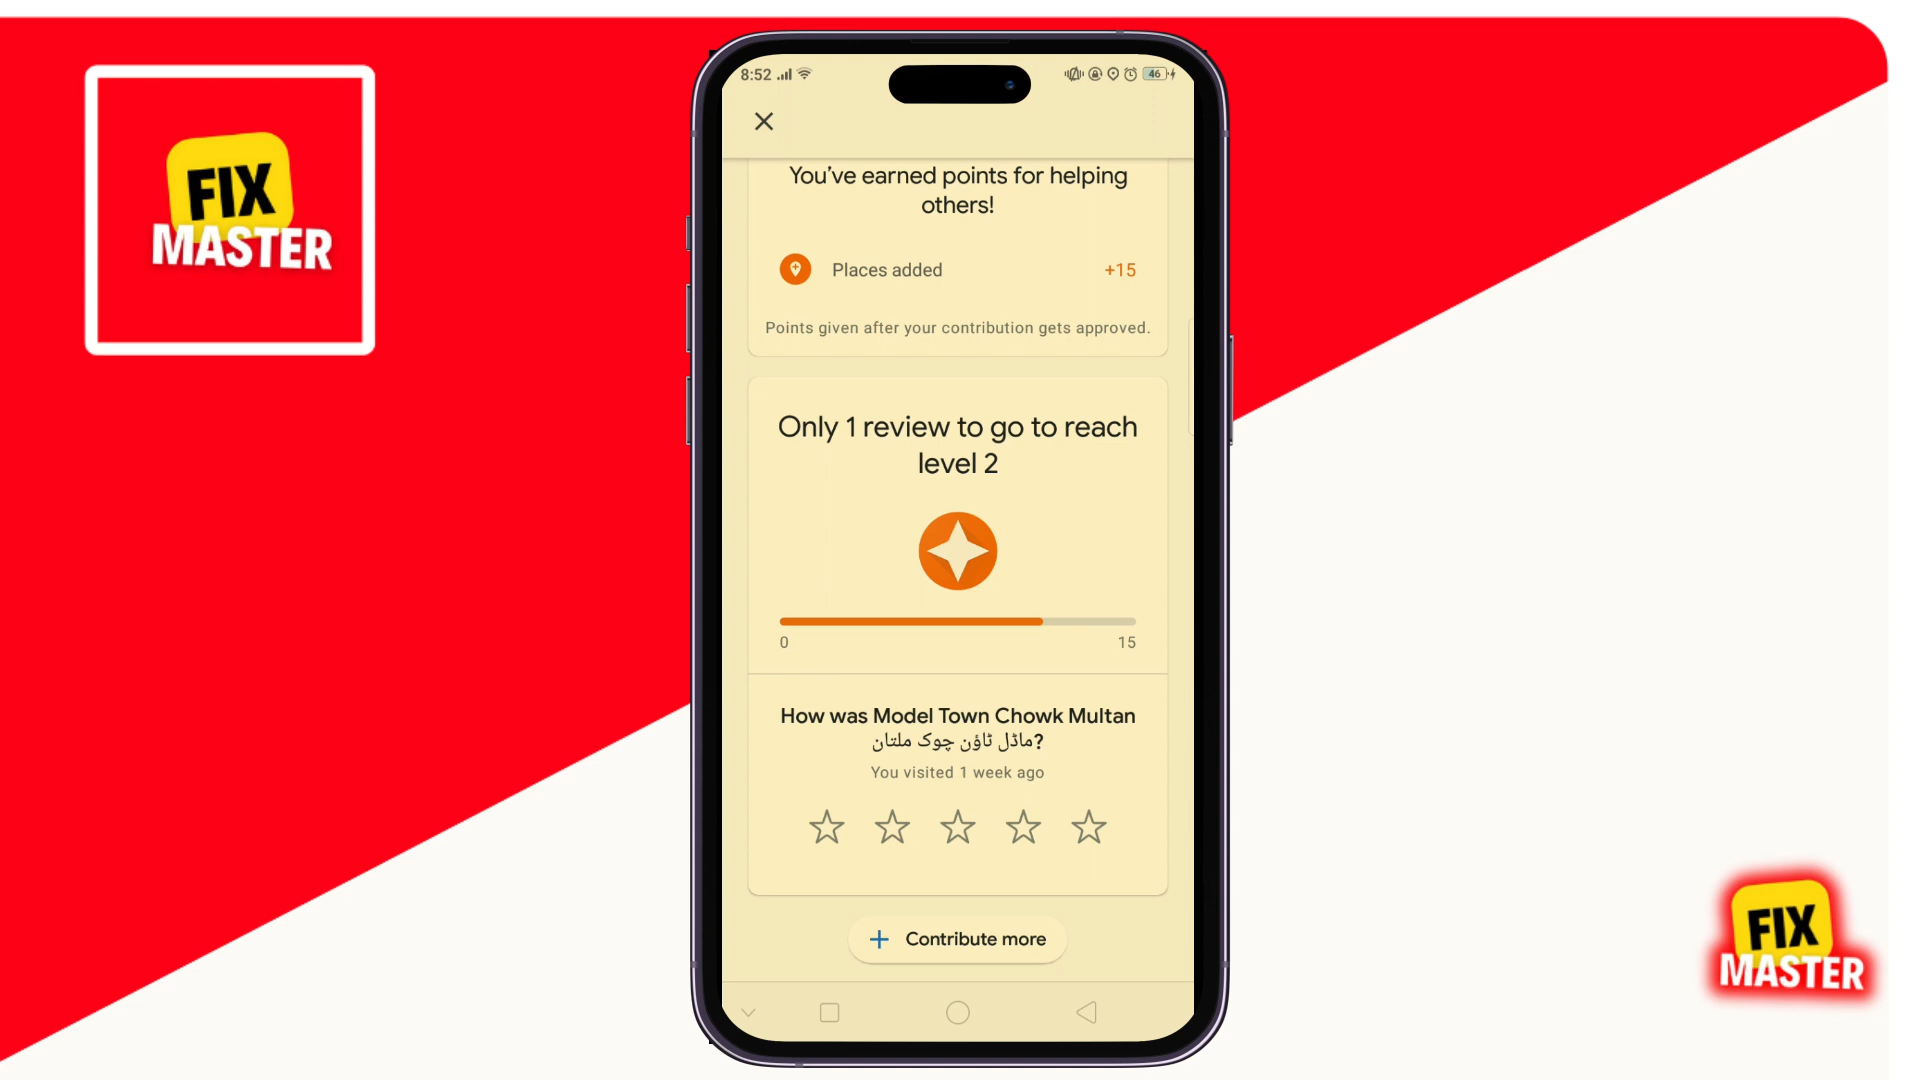 FIX
MASTER
8:52
46
You've earned points for helping
others!
Places added
+15
Points given after your contribution gets approved.
Only 1 review to go to reach
level 2
0
15
How was Model Town Chowk Multan
ماڈل ٹاؤن چوک ملتان?
You visited 1 week ago
Contribute more
FIX
MASTER